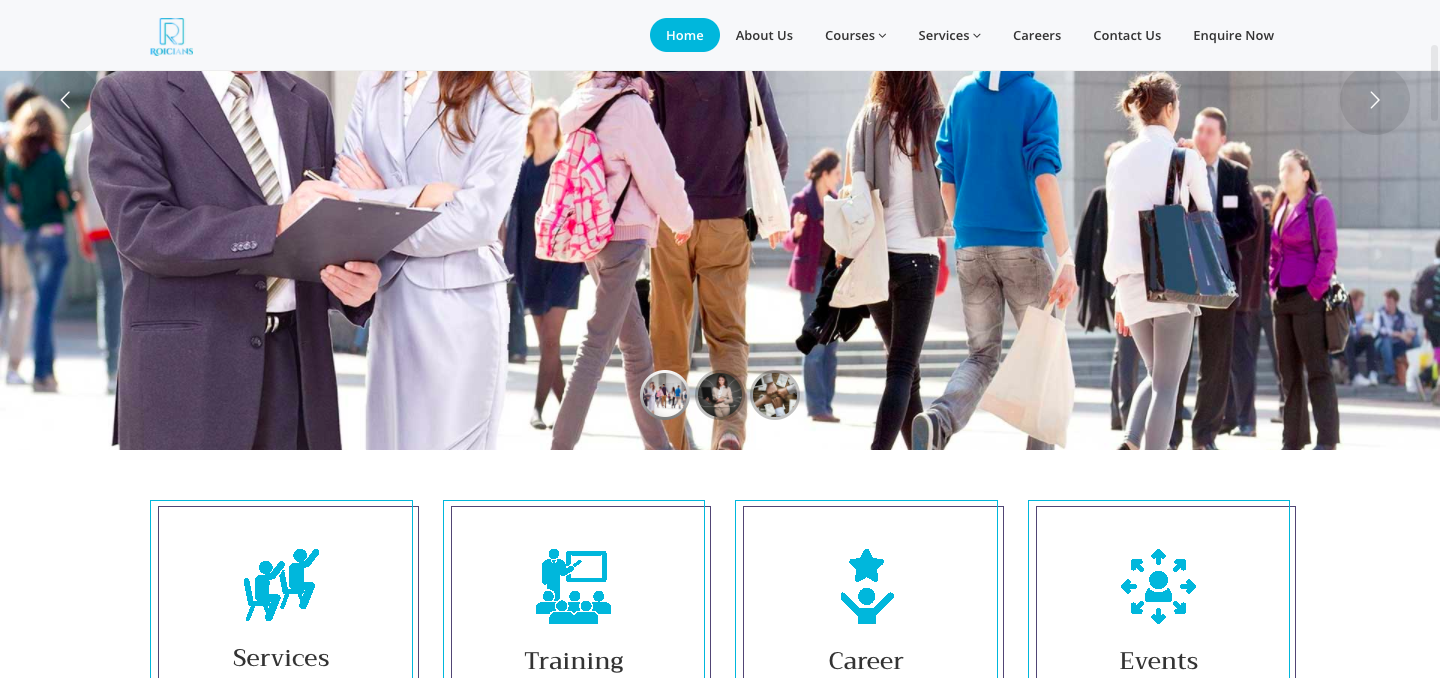 ROICIANS
Home About Us Courses Services Careers Contact Us Enquire Now
Services Training Career Events